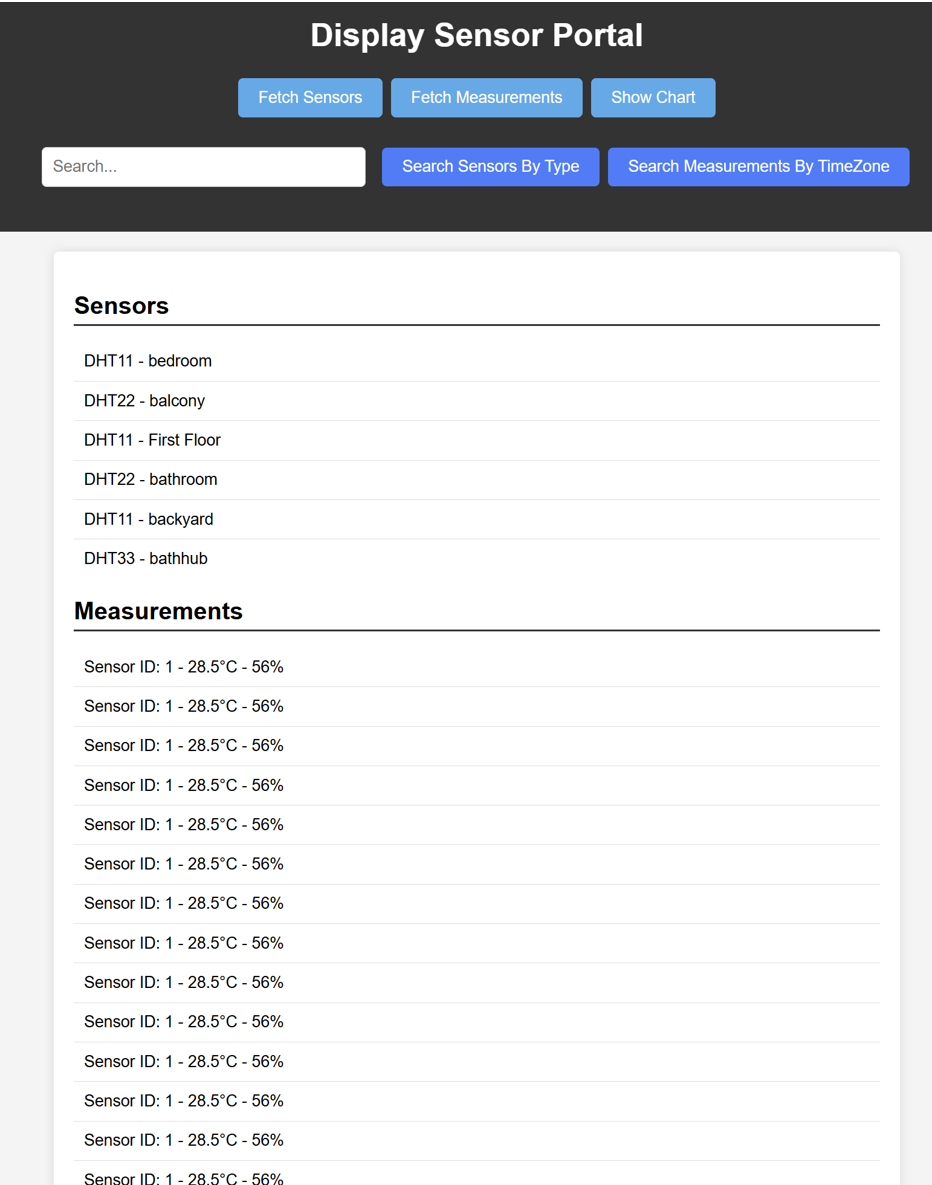 Display Sensor Portal
Fetch Sensors Fetch Measurements Show Chart
Search... Search Sensors By Type Search Measurements By TimeZone
Sensors
DHT11 - bedroom
DHT22 - balcony
DHT11 - First Floor
DHT22 - bathroom
DHT11 - backyard
DHT33 - bathhub
Measurements
Sensor ID: 1 - 28.5°C - 56%
Sensor ID: 1 - 28.5°C - 56%
Sensor ID: 1 - 28.5°C - 56%
Sensor ID: 1 - 28.5°C - 56%
Sensor ID: 1 - 28.5°C - 56%
Sensor ID: 1 - 28.5°C - 56%
Sensor ID: 1 - 28.5°C - 56%
Sensor ID: 1 - 28.5°C - 56%
Sensor ID: 1 - 28.5°C - 56%
Sensor ID: 1 - 28.5°C - 56%
Sensor ID: 1 - 28.5°C - 56%
Sensor ID: 1 - 28.5°C - 56%
Sensor ID: 1 - 28.5°C - 56%
Sensor ID: 1 - 28.5°C - 56%